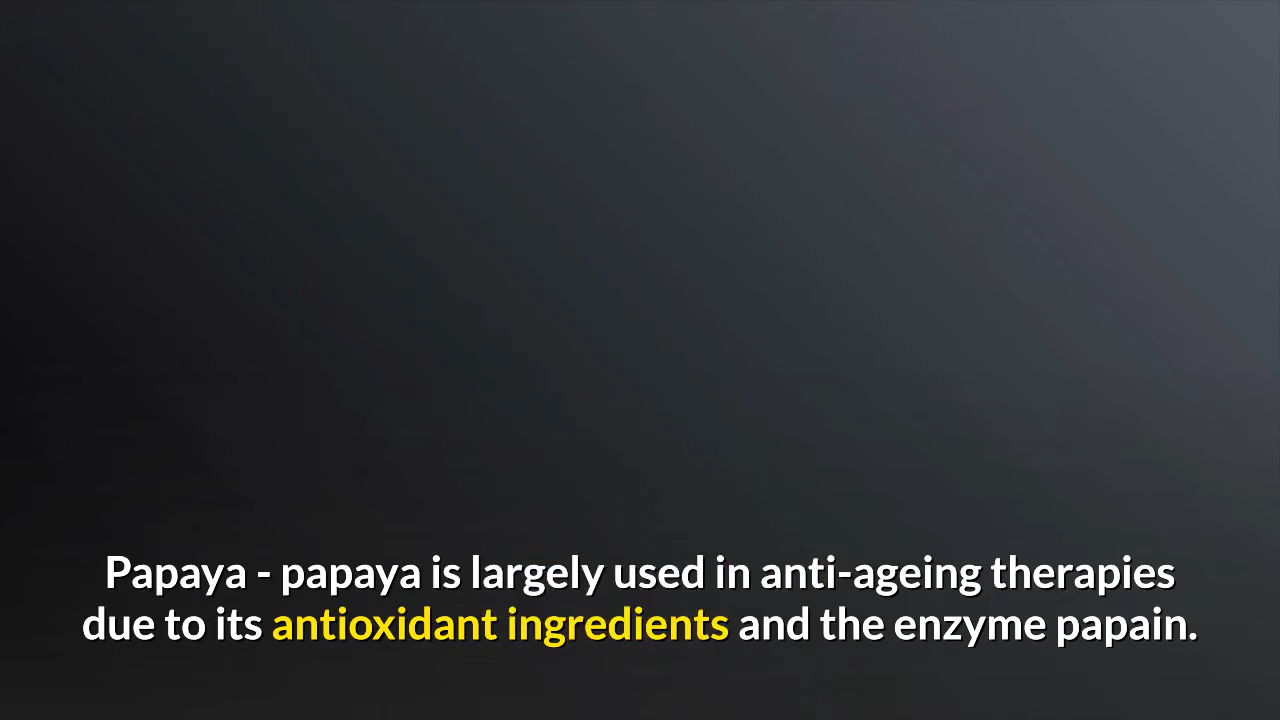 Papaya - papaya is largely used in anti-ageing therapies
due to its antioxidant ingredients and the enzyme papain.